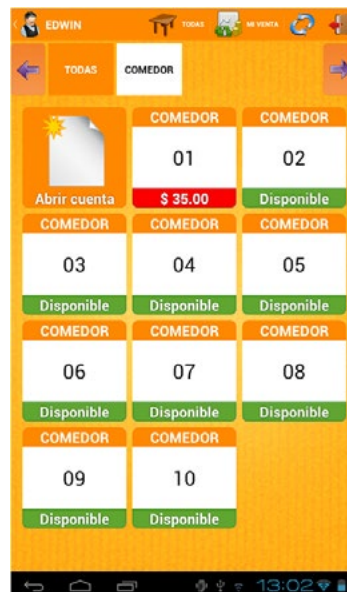 EDWIN TODAS MI VENTA
TODAS COMEDOR
COMEDOR COMEDOR
01 02
Abrir cuenta $ 35.00 Disponible
COMEDOR COMEDOR COMEDOR
03 04 05
Disponible Disponible Disponible
COMEDOR COMEDOR COMEDOR
06 07 08
Disponible Disponible Disponible
COMEDOR COMEDOR
09 10
Disponible Disponible
13:02